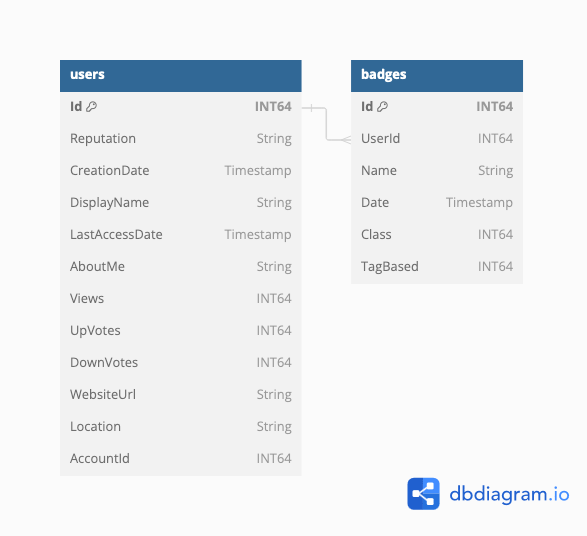 users
Id INT64
Reputation String
CreationDate Timestamp
DisplayName String
LastAccessDate Timestamp
AboutMe String
Views INT64
UpVotes INT64
DownVotes INT64
WebsiteUrl String
Location String
AccountId INT64
badges
Id INT64
UserId INT64
Name String
Date Timestamp
Class INT64
TagBased INT64
dbdiagram.io